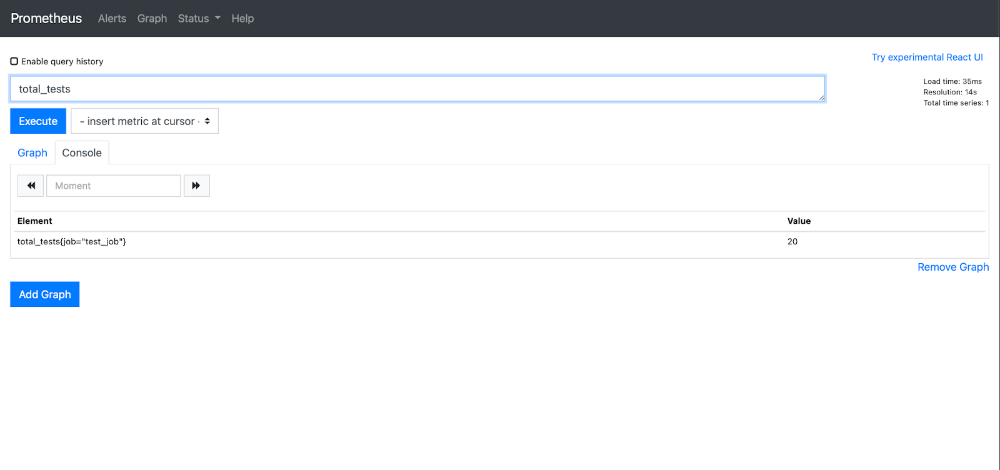 Prometheus Alerts Graph Status Help
Enable query history
Try experimental React UI
total_tests
Load time: 35ms
Resolution: 14s
Total time series: 1
Execute - insert metric at cursor -
Graph Console
Moment
Element Value
total_tests{job="test_job"} 20
Remove Graph
Add Graph